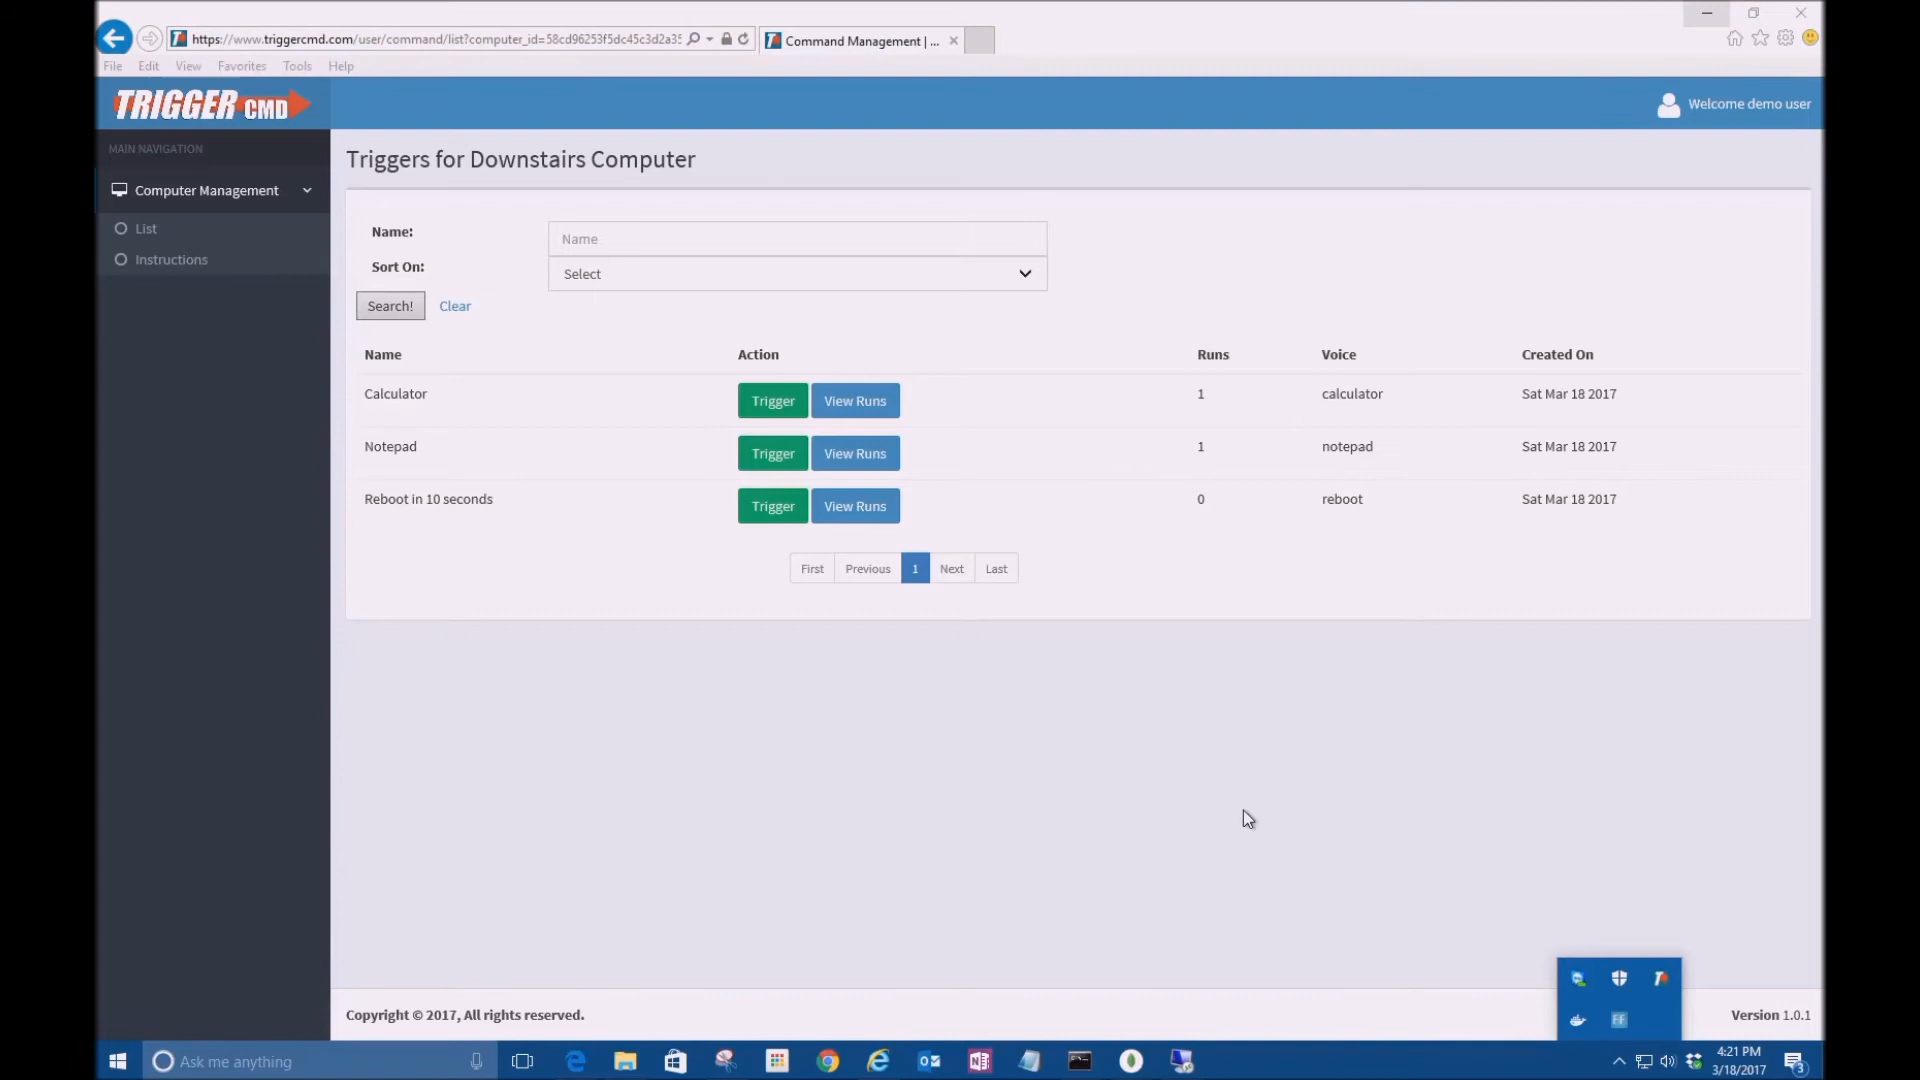 https://www.triggercmd.com/user/command/list?computer_id=58cd96253f5dc45c3d2a35
Command Management | ...
File Edit View Favorites Tools Help
TRIGGER CMD
Welcome demo user
MAIN NAVIGATION
Computer Management
List
Instructions
Triggers for Downstairs Computer
Name:
Name
Sort On:
Select
Search! Clear
Name Action Runs Voice Created On
Calculator Trigger View Runs 1 calculator Sat Mar 18 2017
Notepad Trigger View Runs 1 notepad Sat Mar 18 2017
Reboot in 10 seconds Trigger View Runs 0 reboot Sat Mar 18 2017
First Previous 1 Next Last
FF
Copyright © 2017, All rights reserved.
Version 1.0.1
Ask me anything
4:21 PM
3/18/2017
3